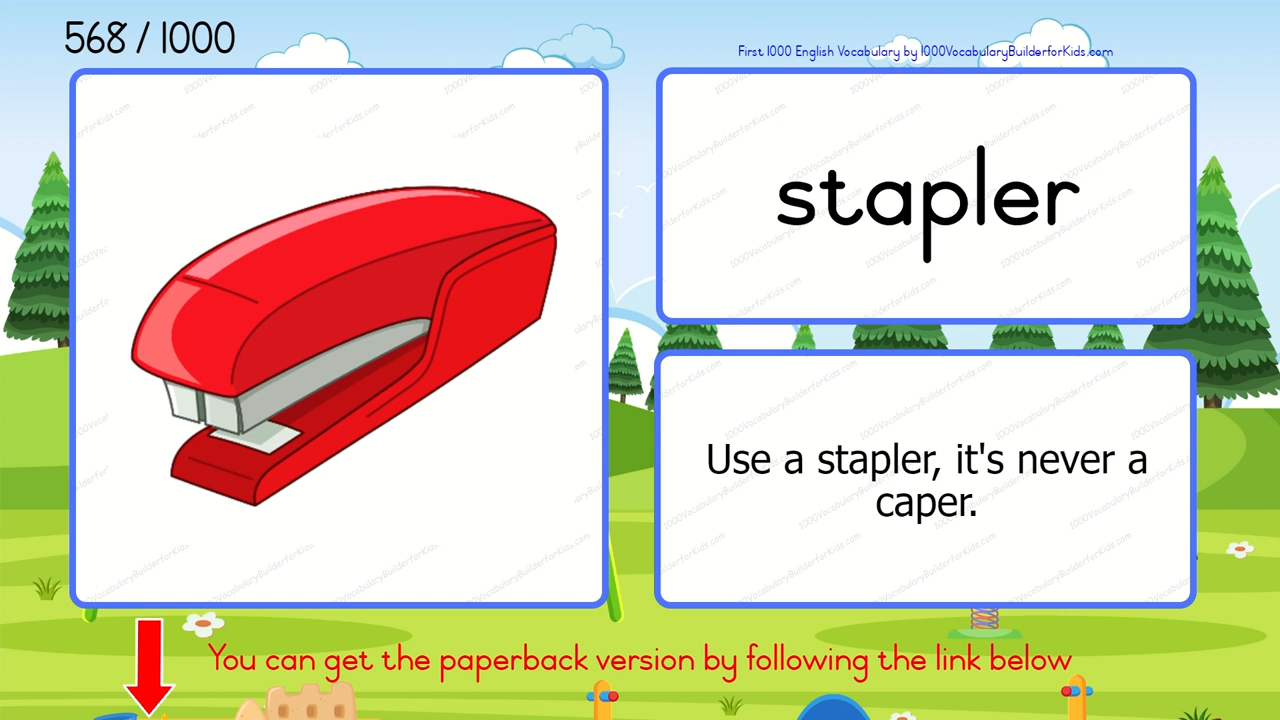 568 / 1000
First 1000 English Vocabulary by 1000VocabularyBuilderforKids.com
stapler
Use a stapler, it's never a
caper.
You can get the paperback version by following the link below